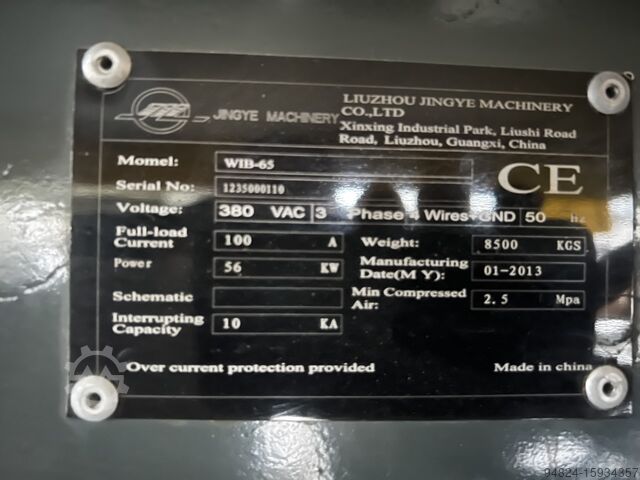 JINGYE MACHINERY
LIUZHOU JINGYE MACHINERY
CO.,LTD
Xinxing Industrial Park, Liushi Road
Road, Liuzhou, Guangxi, China
CE
Momel: WIB-65
Serial No: 1235000110
Voltage: 380 VAC 3 Phase 4 Wires+GND 50 hz
Full-load
Current 100 A
Weight: 8500 KGS
Power 56 KW
Manufacturing
Date(M Y): 01-2013
Schematic
Min Compressed
Air: 2.5 Mpa
Interrupting
Capacity 10 KA
Over current protection provided
Made in china
94824-15934357